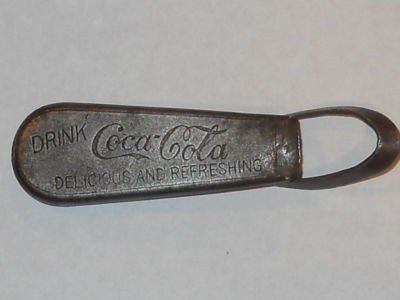 DRINK
Coca-Cola
DELICIOUS AND REFRESHING